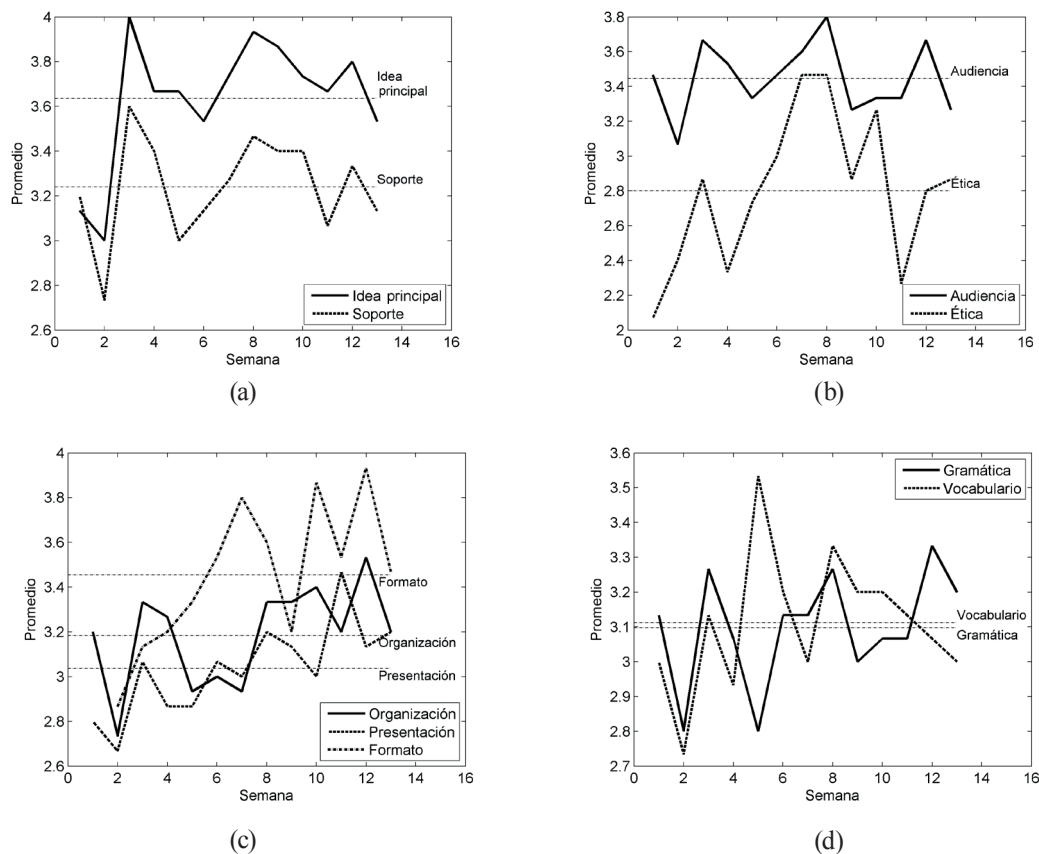 4
3.8
3.6
3.4
3.2
3
2.8
2.6
0 2 4 6 8 10 12 14 16
Promedio
Semana
Idea
principal
Soporte
Idea principal
Soporte
(a)
3.8
3.6
3.4
3.2
3
2.8
2.6
2.4
2.2
2
0 2 4 6 8 10 12 14 16
Promedio
Semana
Audiencia
Ética
Audiencia
Ética
(b)
4
3.8
3.6
3.4
3.2
3
2.8
2.6
0 2 4 6 8 10 12 14 16
Promedio
Semana
Formato
Organización
Presentación
Organización
Presentación
Formato
(c)
3.6
3.5
3.4
3.3
3.2
3.1
3
2.9
2.8
2.7
0 2 4 6 8 10 12 14 16
Promedio
Semana
Gramática
Vocabulario
Vocabulario
Gramática
(d)